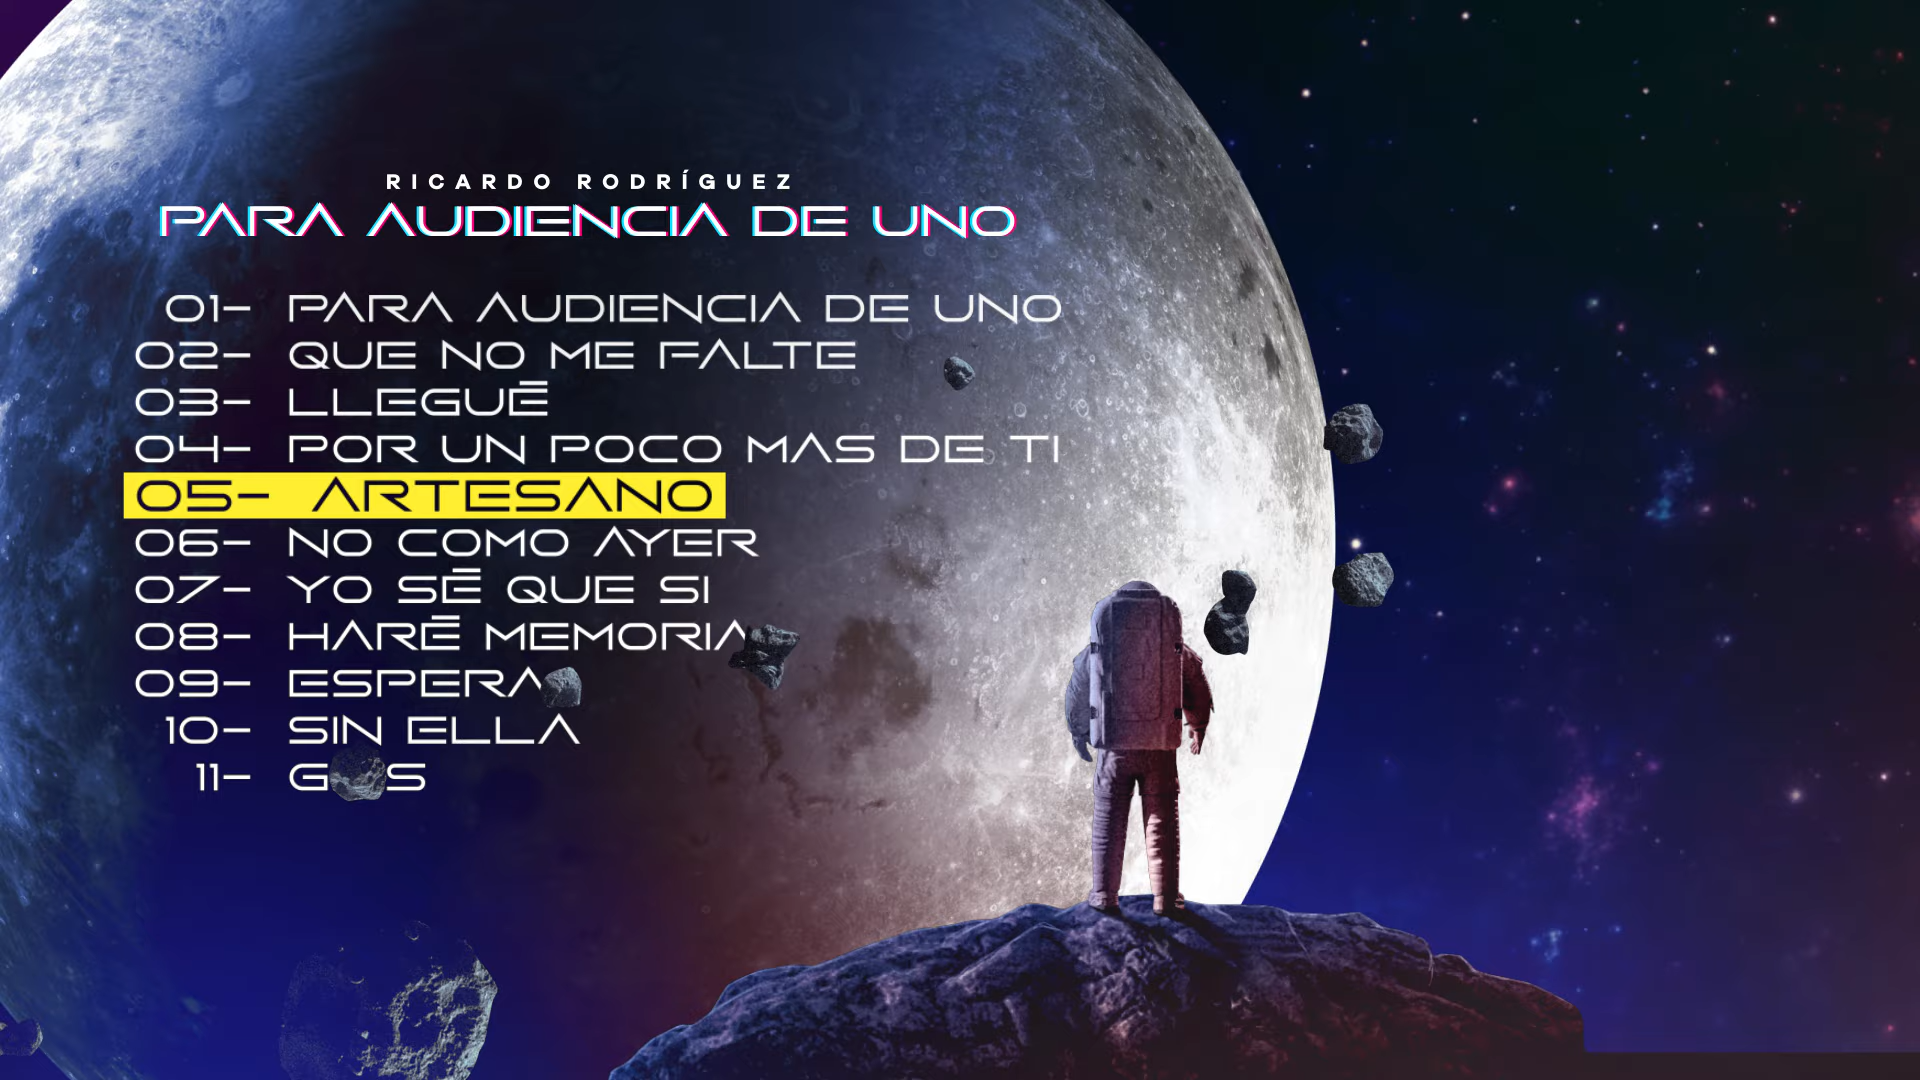 RICARDO RODRÍGUEZ
PARA AUDIENCIA DE UNO
01- PARA AUDIENCIA DE UNO
02- QUE NO ME FALTE
03- LLEGUÉ
04- POR UN POCO MAS DE TI
05- ARTESANO
06- NO COMO AYER
07- YO SÉ QUE SI
08- HARÉ MEMORIA
09- ESPERA
10- SIN ELLA
11-